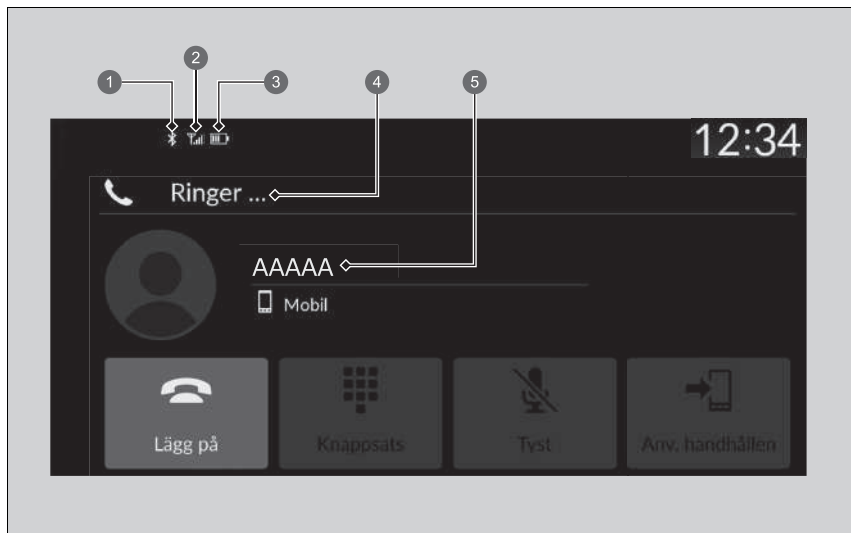 2
1
3
4
5
12:34
Ringer ...
AAAAA
Mobil
Lägg på
Knappsats
Tyst
Anv. handhållen